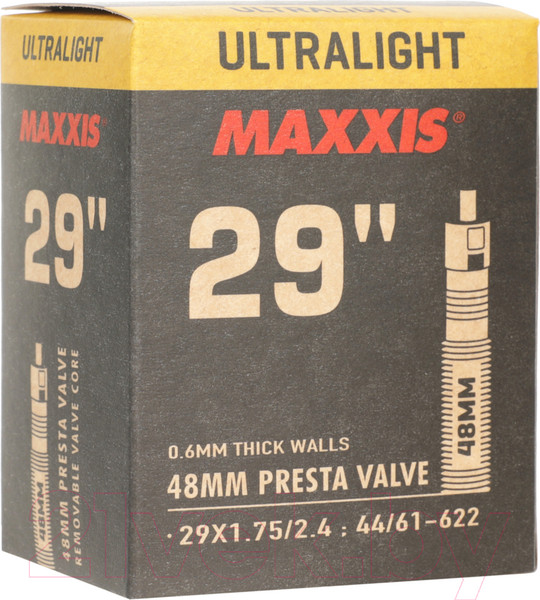 ULTRALIGHT
MAXXIS
29"
48MM PRESTA VALVE
REMOVABLE VALVE CORE
ULTRALIGHT
MAXXIS®
29"
48MM
0.6MM THICK WALLS
48MM PRESTA VALVE
·29X1.75/2.4 : 44/61-622